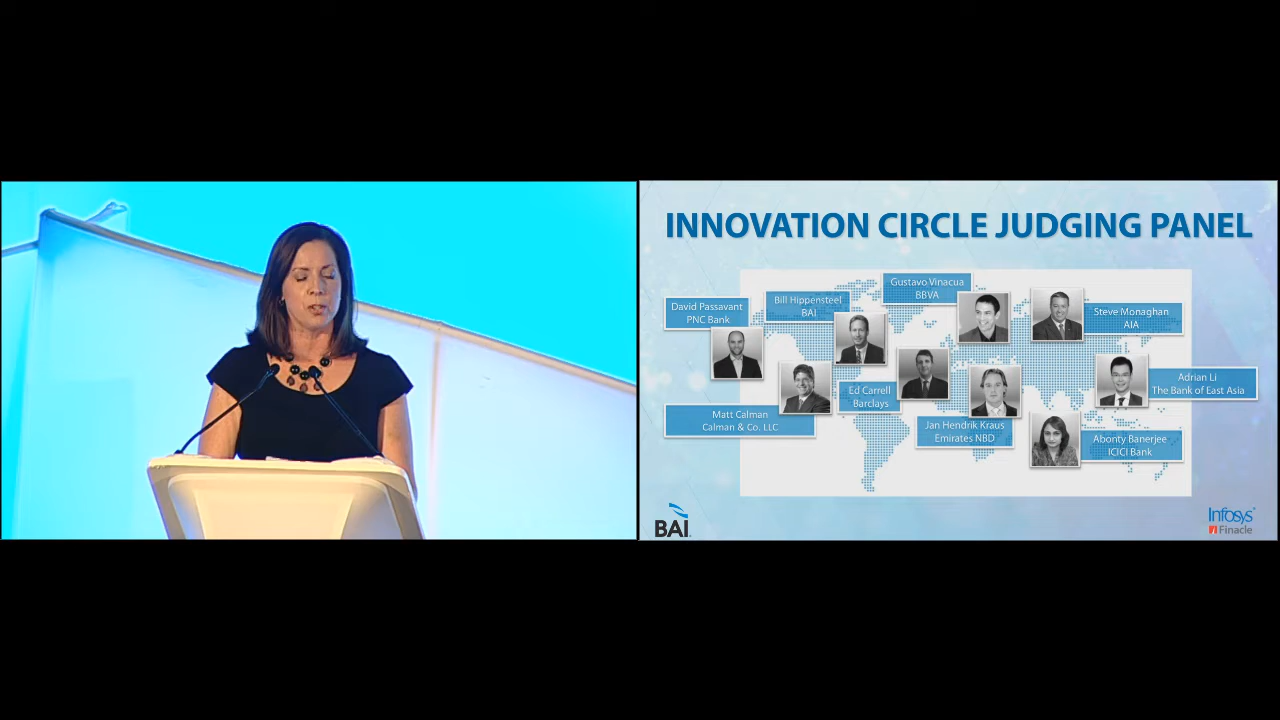 INNOVATION CIRCLE JUDGING PANEL
Gustavo Vinacua
BBVA
David Passavant
PNC Bank
Bill Hippensteel
BAI
Steve Monaghan
AIA
Ed Carrell
Barclays
Adrian Li
The Bank of East Asia
Matt Calman
Calman & Co. LLC
Jan Hendrik Kraus
Emirates NBD
Abonty Banerjee
ICICI Bank
BAI
Infosys
Finacle